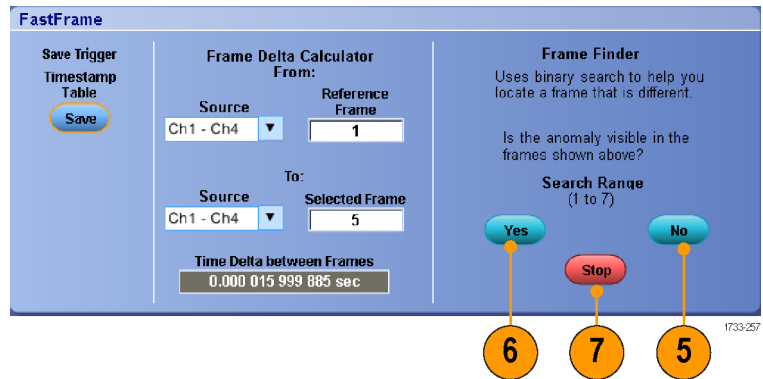 FastFrame
Save Trigger
Timestamp
Table
Save
Frame Delta Calculator
From:
Source
Reference
Frame
Ch1 - Ch4
1
To:
Source
Selected Frame
Ch1 - Ch4
5
Time Delta between Frames
0.000 015 999 885 sec
Frame Finder
Uses binary search to help you
locate a frame that is different.
Is the anomaly visible in the
frames shown above?
Search Range
(1 to 7)
Yes
No
Stop
1733-257
6
7
5